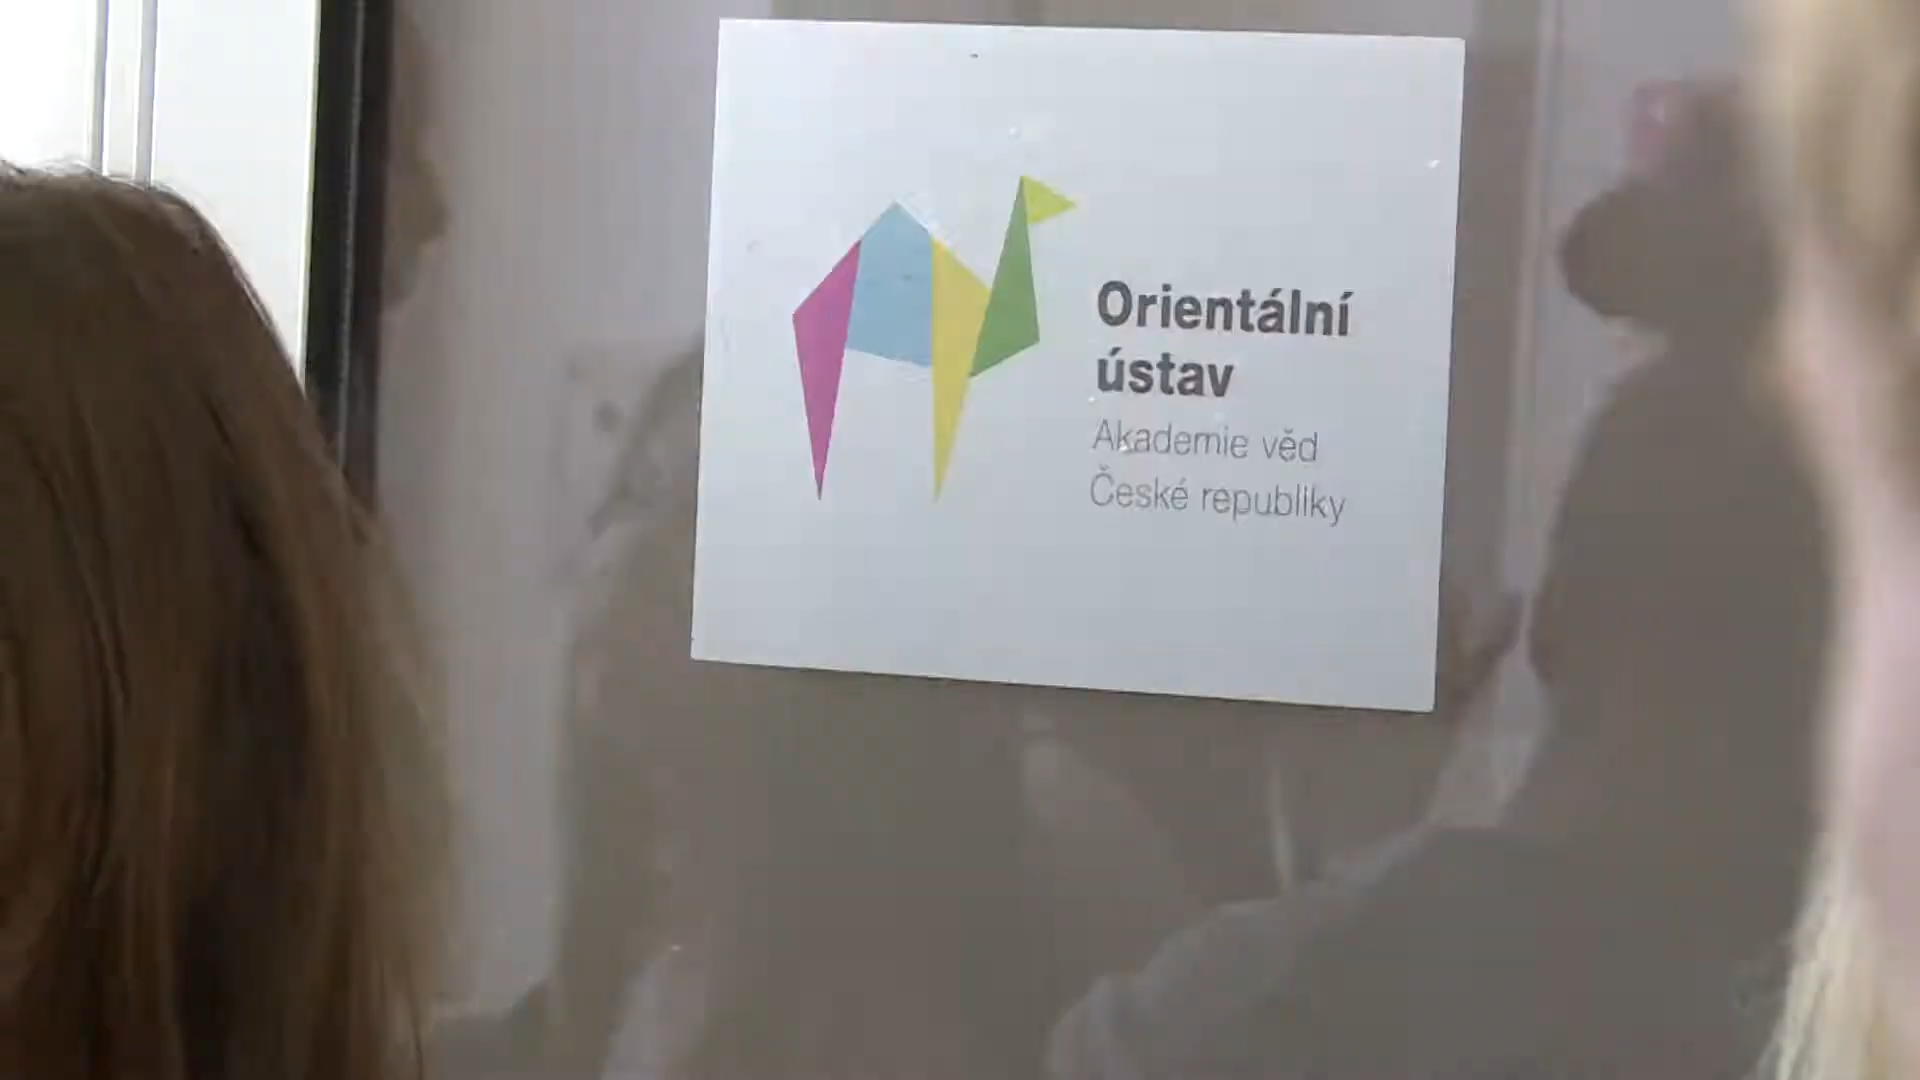 Orientální
ústav
Akademie věd
České republiky